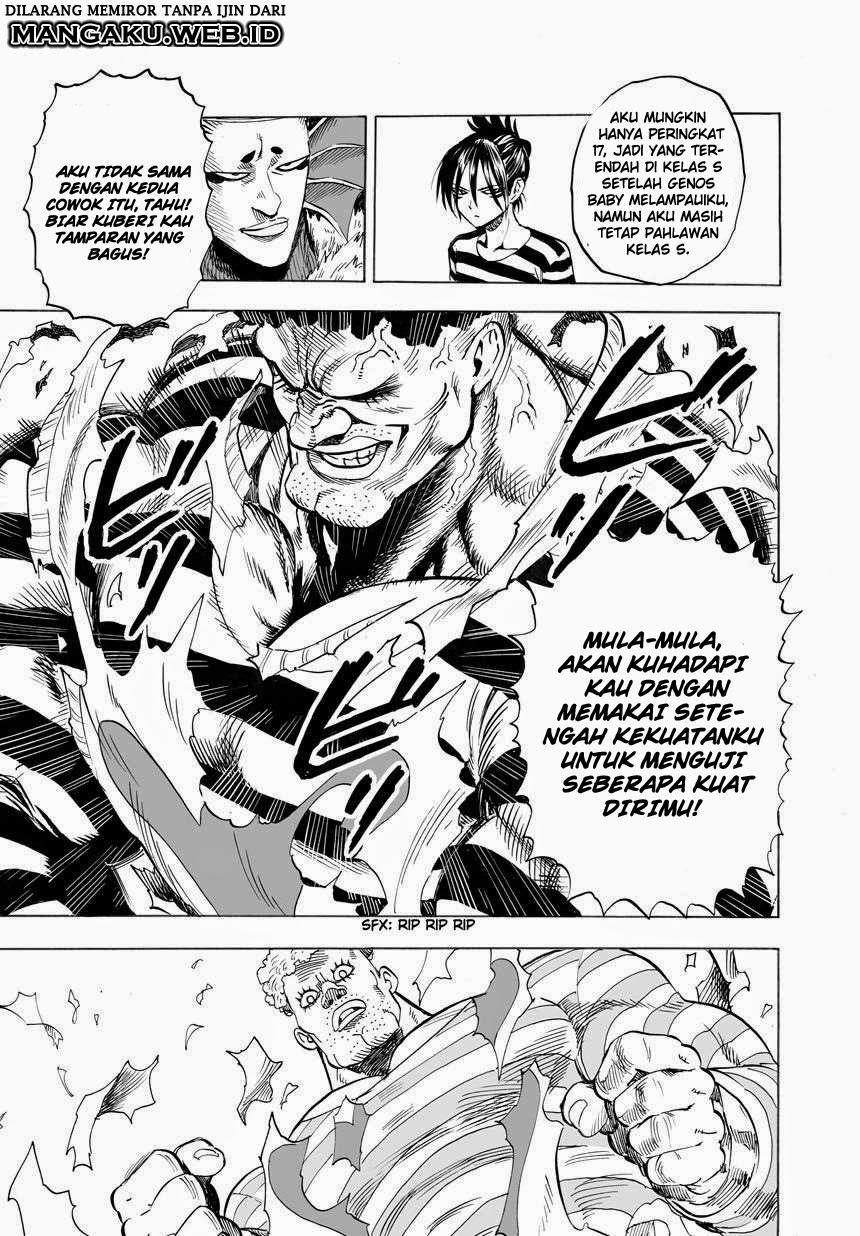 DILARANG MEMIROR TANPA IJIN DARI
MANGAKU.WEB.ID
AKU MUNGKIN
HANYA PERINGKAT
17, JADI YANG TER-
ENDAH DI KELAS S
SETELAH GENOS
BABY MELAMPAUIKU,
NAMUN AKU MASIH
TETAP PAHLAWAN
KELAS S.
AKU TIDAK SAMA
DENGAN KEDUA
COWOK ITU, TAHU!
BIAR KUBERI KAU
TAMPARAN YANG
BAGUS!
ビ
ビ
ビ
MULA-MULA,
AKAN KUHADAPI
KAU DENGAN
MEMAKAI SETE-
NGAH KEKUATANKU
UNTUK MENGUJI
SEBERAPA KUAT
DIRIMU!
SFX: RIP RIP RIP